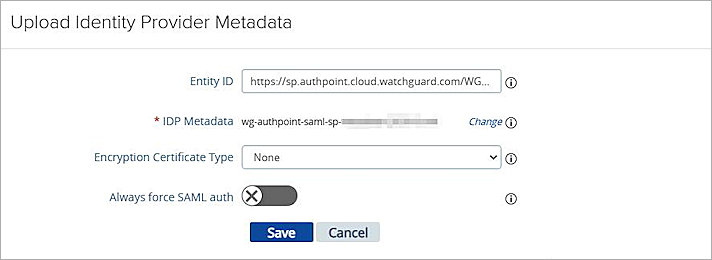 Upload Identity Provider Metadata
Entity ID https://sp.authpoint.cloud.watchguard.com/WG...
* IDP Metadata wg-authpoint-saml-sp- Change
Encryption Certificate Type None
Always force SAML auth
Save Cancel